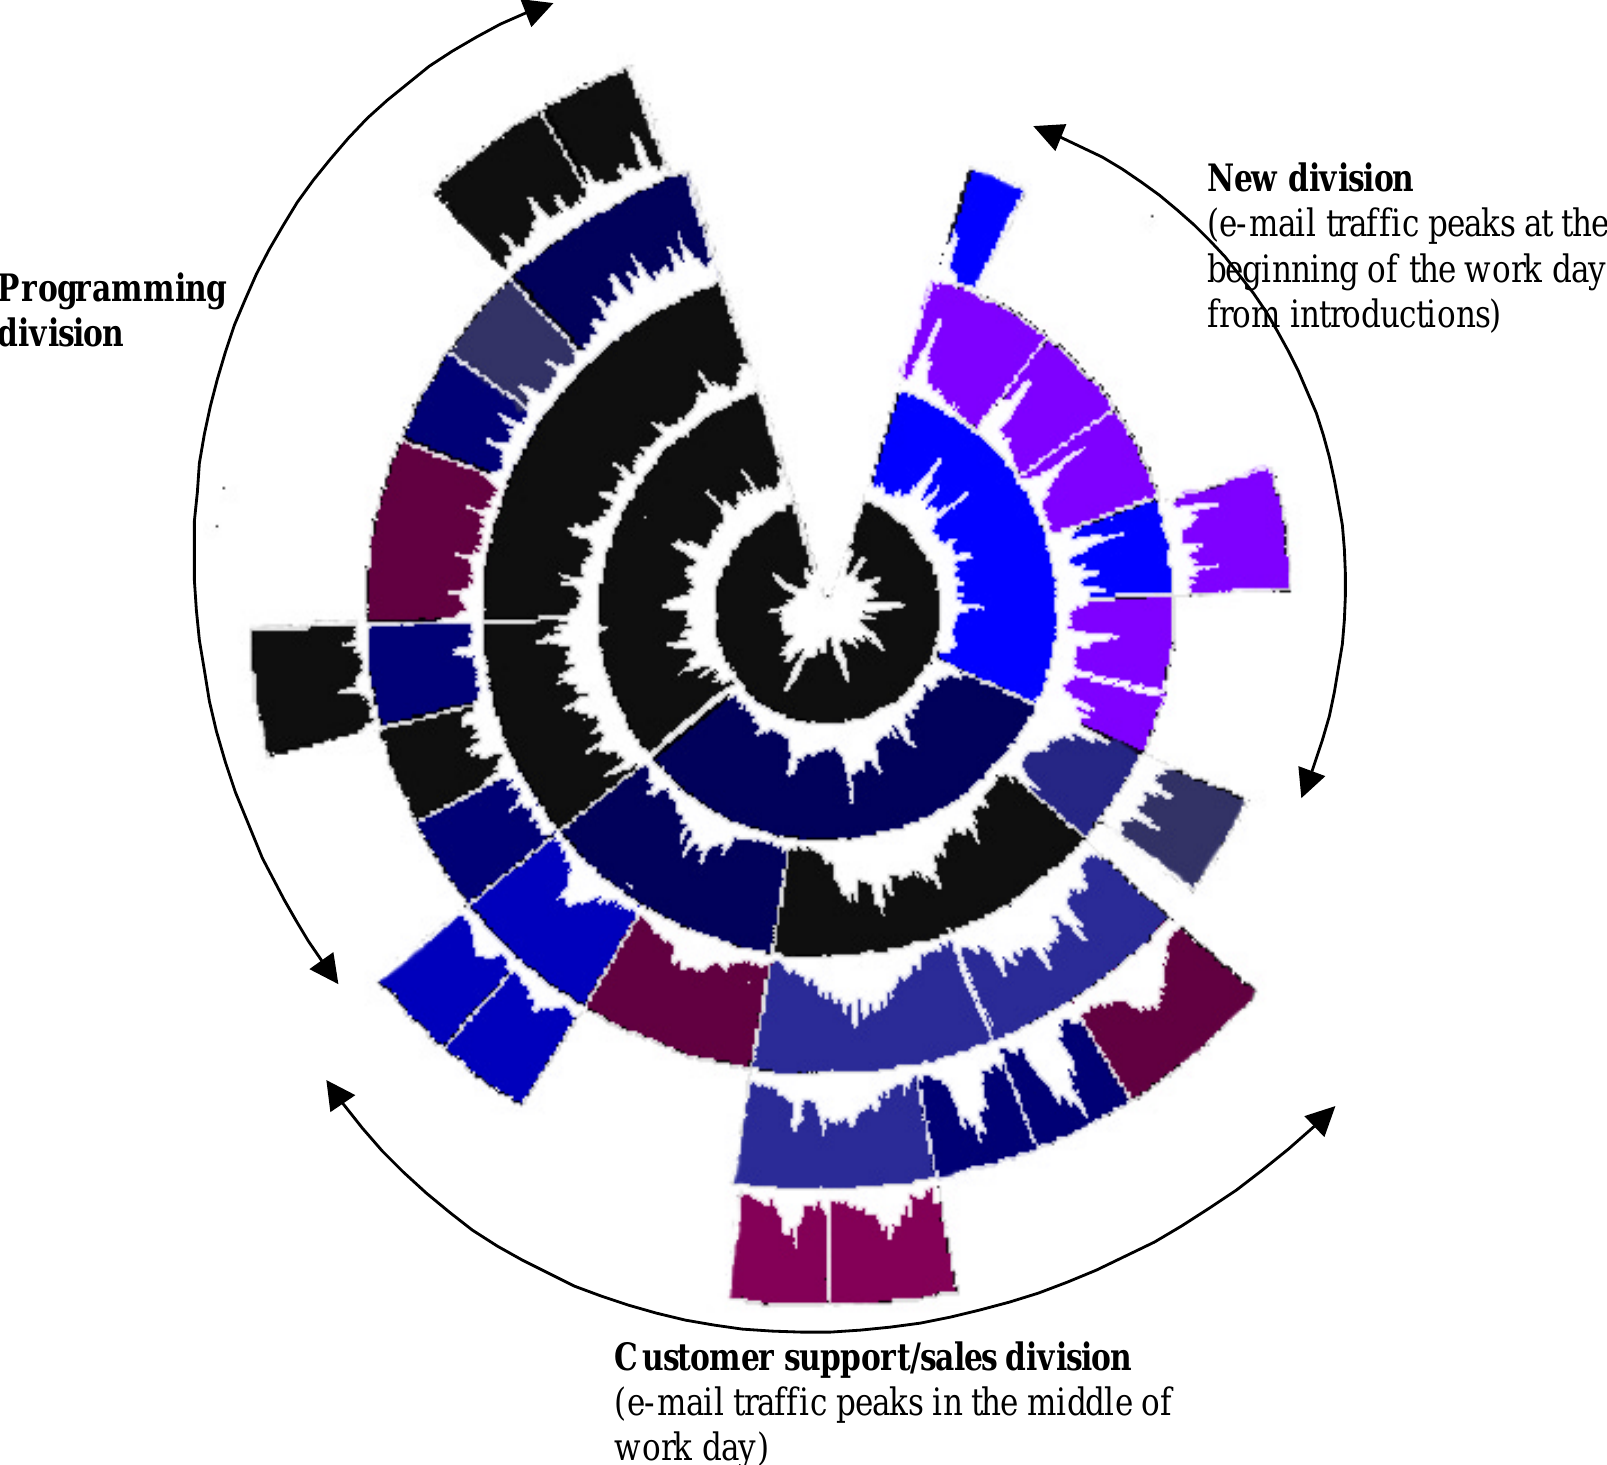 New division
(e-mail traffic peaks at the
beginning of the work day
from introductions)
Programming
division
Customer support/sales division
(e-mail traffic peaks in the middle of
work day)